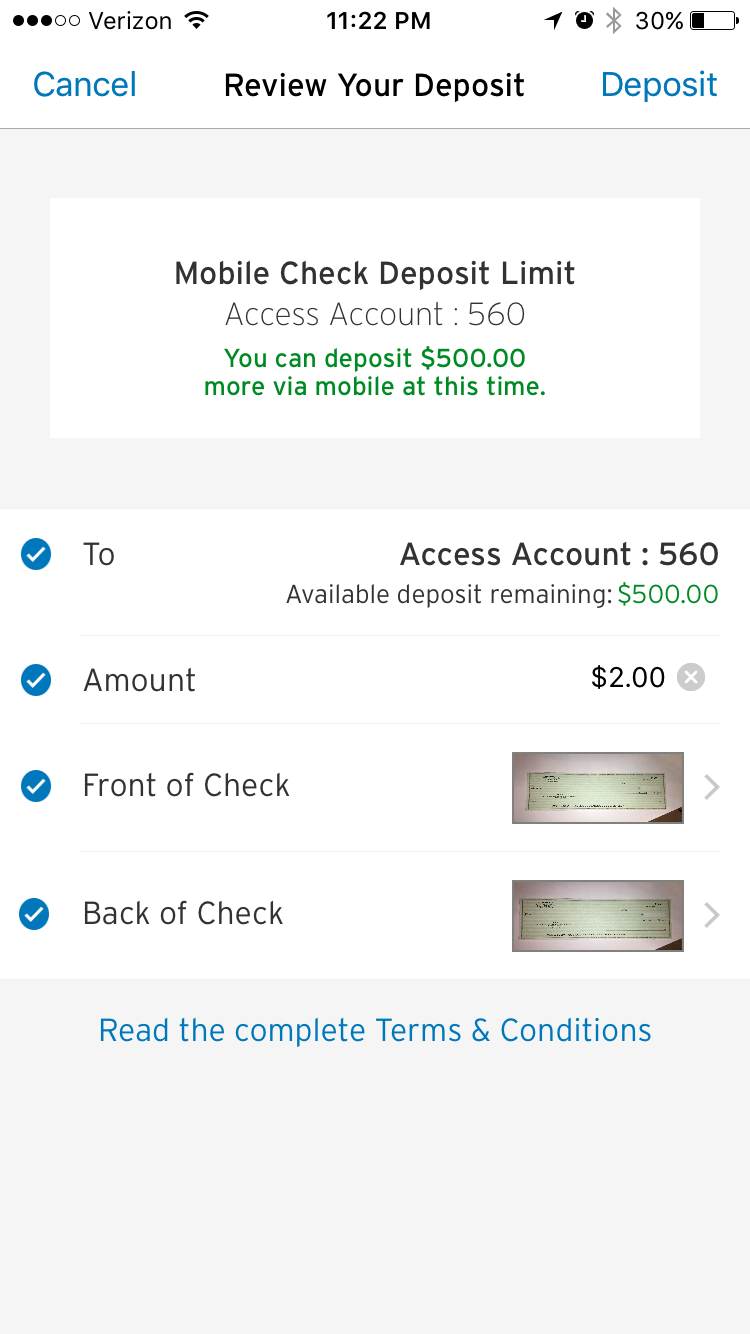 Verizon 11:22 PM 30%
Cancel Review Your Deposit Deposit
Mobile Check Deposit Limit
Access Account : 560
You can deposit $500.00
more via mobile at this time.
To Access Account : 560
Available deposit remaining: $500.00
Amount $2.00
Front of Check
Back of Check
Read the complete Terms & Conditions